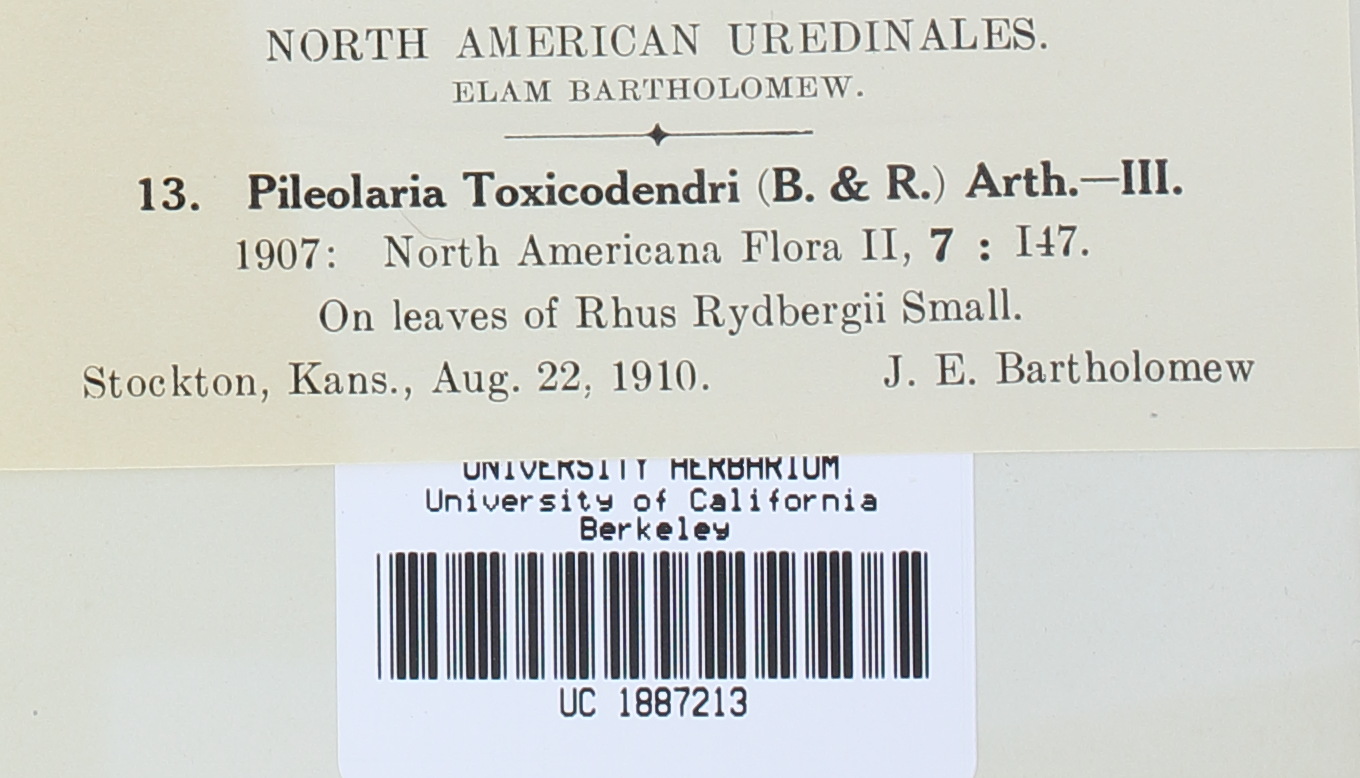 NORTH AMERICAN UREDINALES.
ELAM BARTHOLOMEW.
13. Pileolaria Toxicodendri (B. & R.) Arth.—III.
1907: North Americana Flora II, 7 : I47.
On leaves of Rhus Rydbergii Small.
Stockton, Kans., Aug. 22, 1910. J. E. Bartholomew
UNIVERSITY HERBARIUM
University of California
Berkeley
UC 1887213